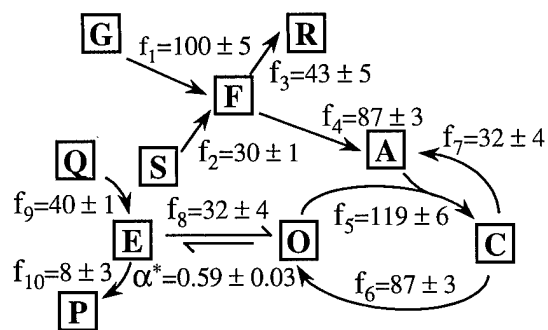 G
R
f₁=100 ± 5
f₃=43 ± 5
F
f₄=87 ± 3
f₇=32 ± 4
A
Q
S
f₂=30 ± 1
f₉=40 ± 1
f₈=32 ± 4
f₅=119 ± 6
E
O
C
f₁₀=8 ± 3
α*=0.59 ± 0.03
f₆=87 ± 3
P